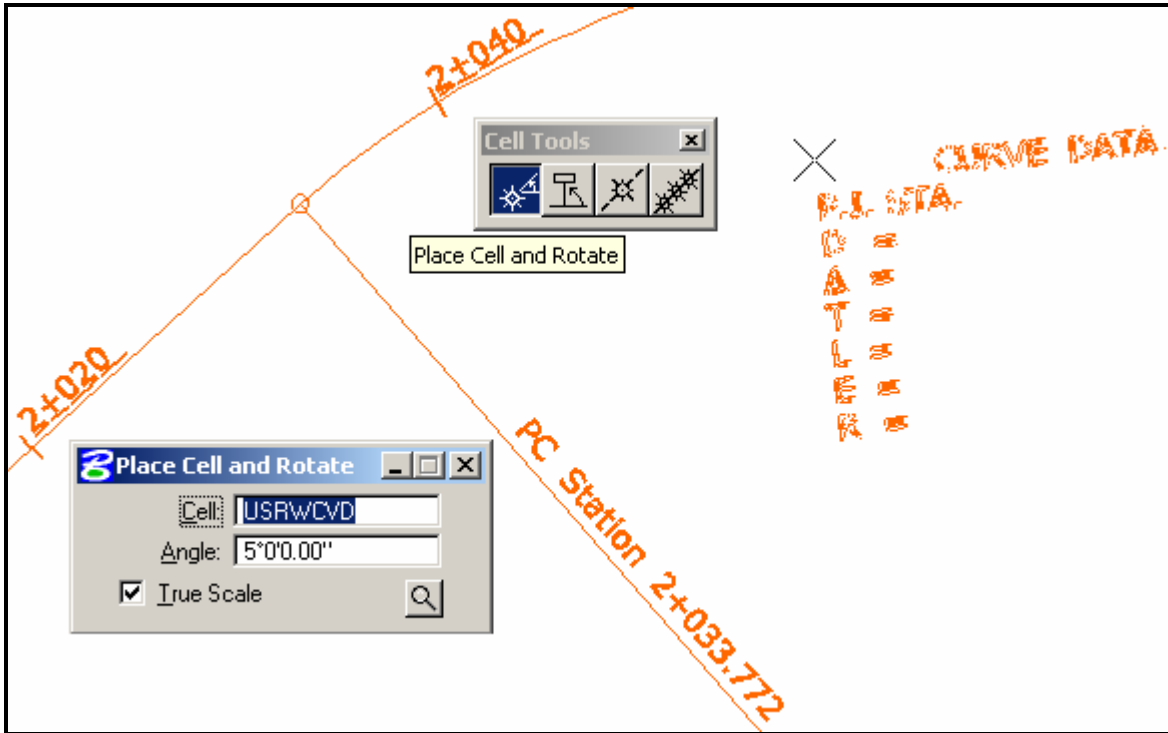 2+040
Cell Tools
Place Cell and Rotate
CURVE DATA
P.I. STA.
D =
A =
T =
L =
E =
R =
2+020
Place Cell and Rotate
Cell: USRWCVD
Angle: 5°0'0.00"
True Scale
PC Station 2+033.772